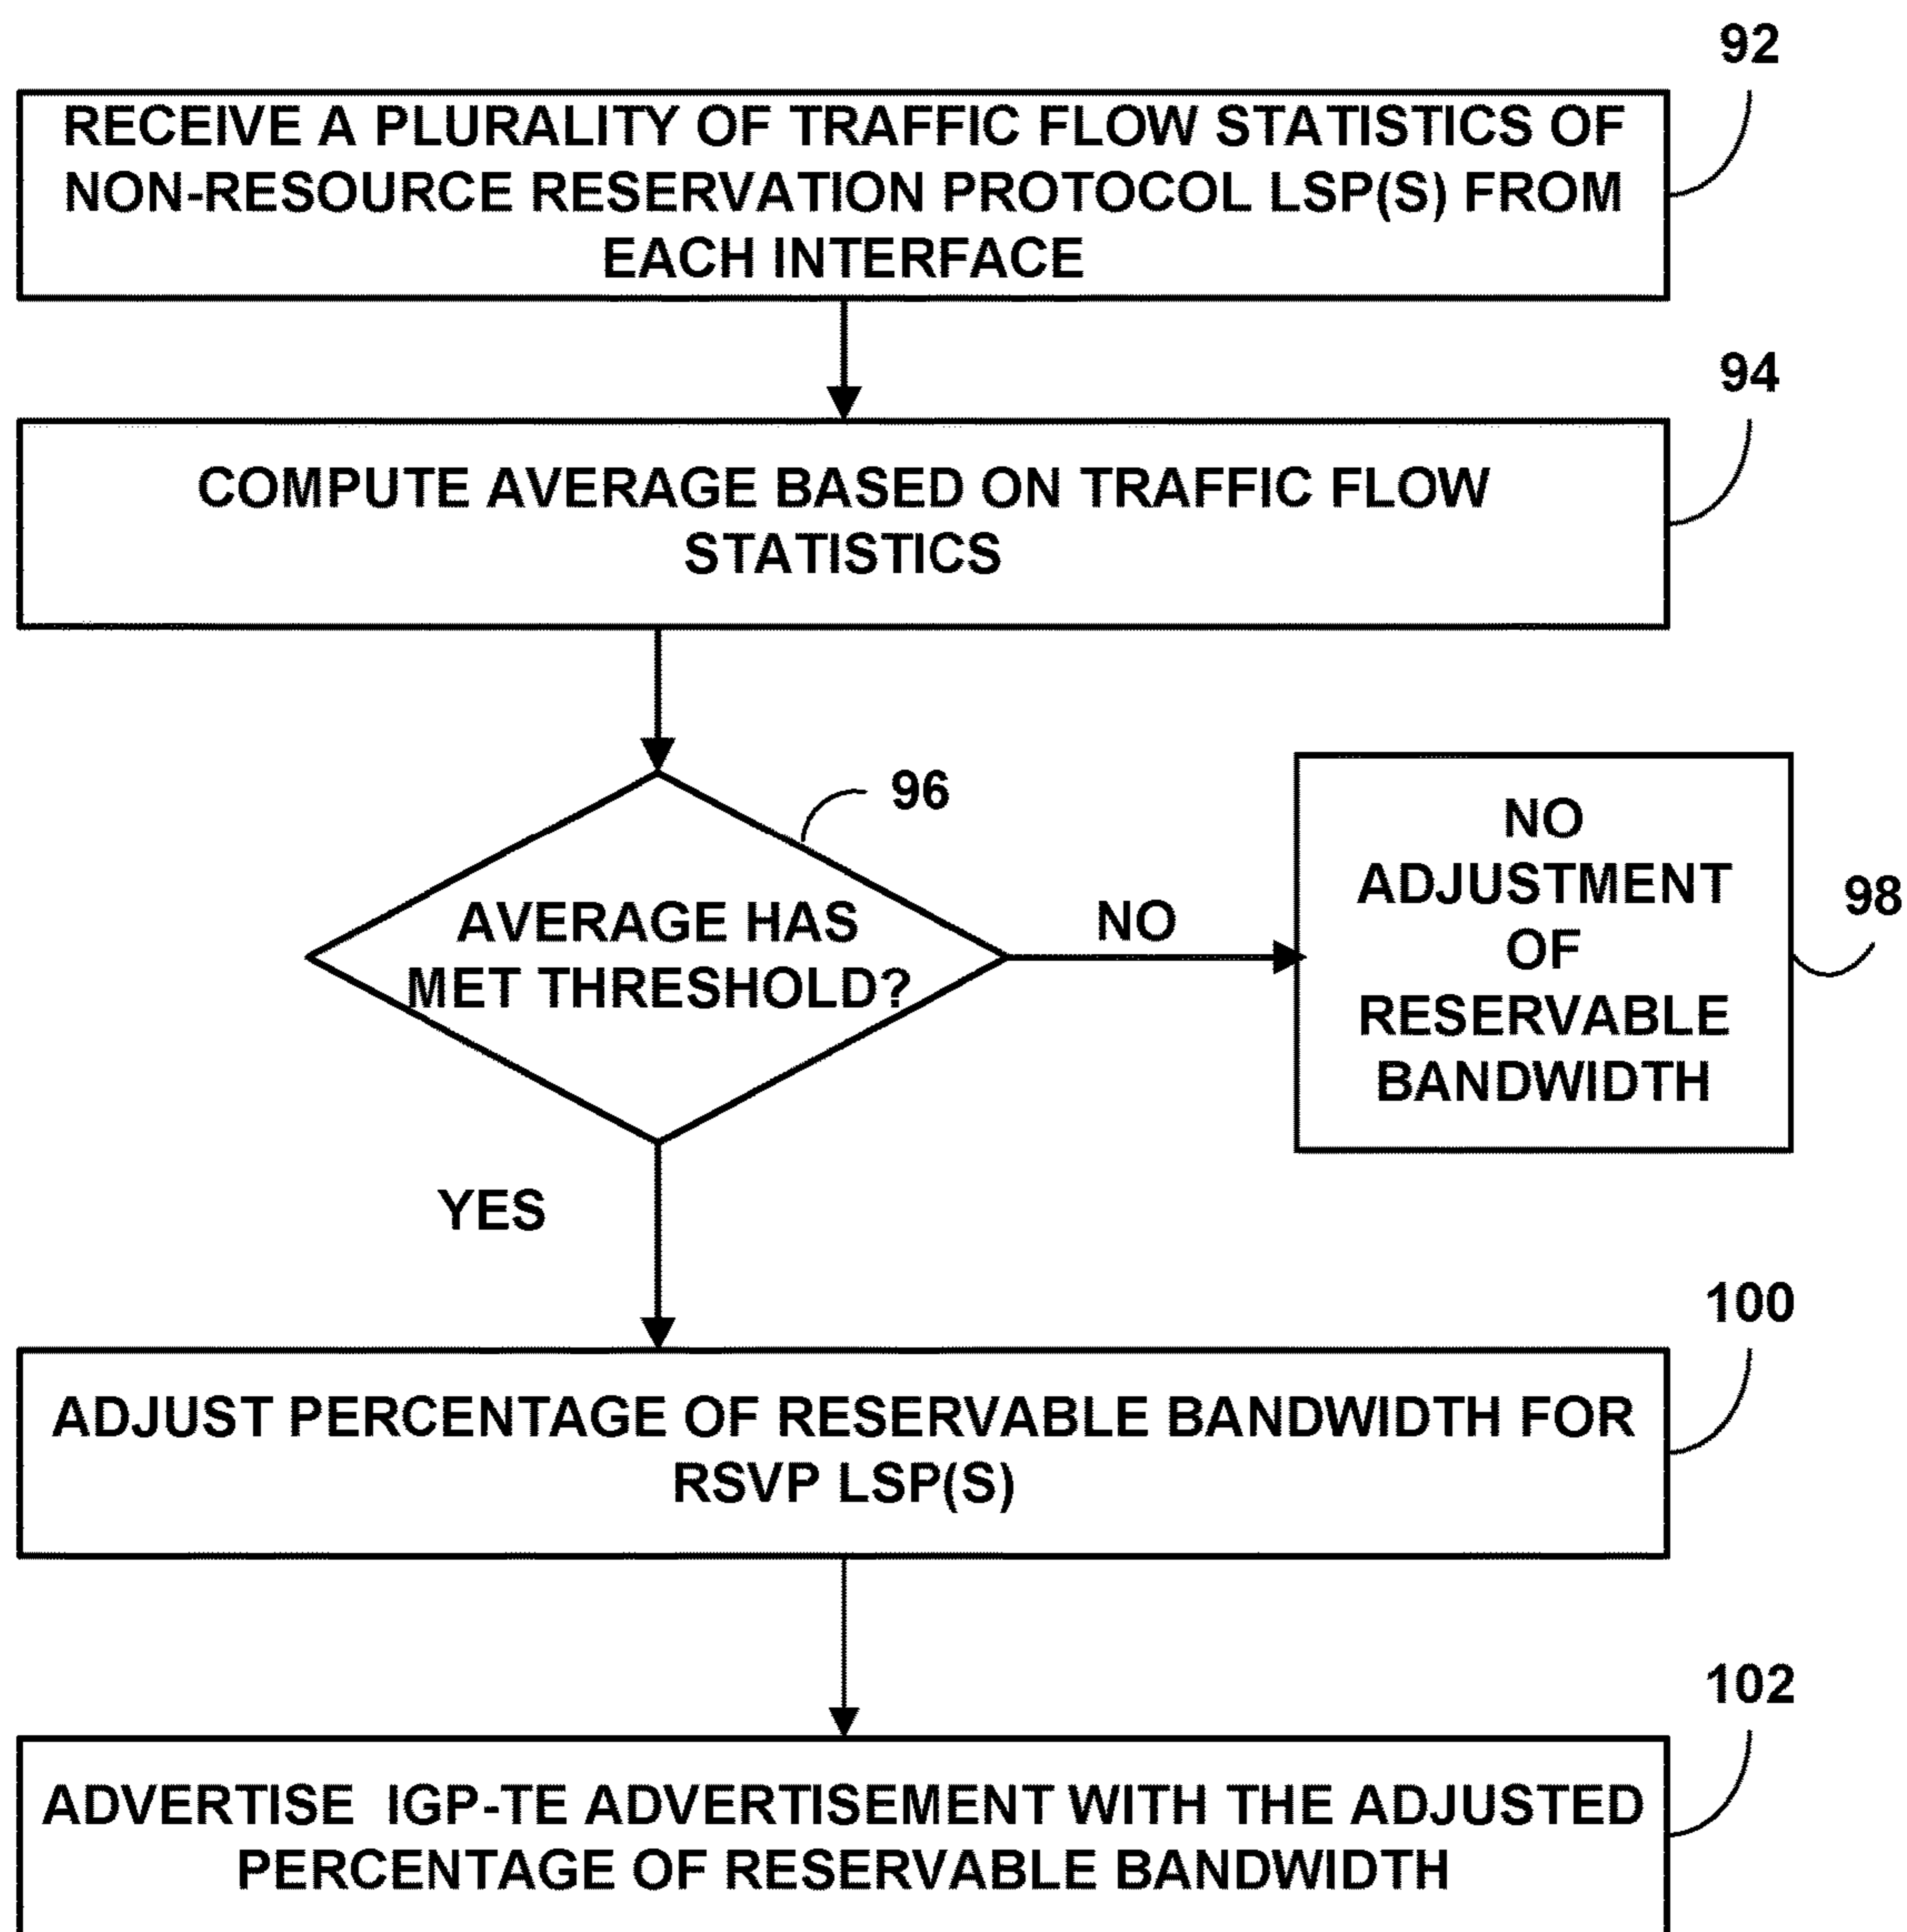 92
RECEIVE A PLURALITY OF TRAFFIC FLOW STATISTICS OF
NON-RESOURCE RESERVATION PROTOCOL LSP(S) FROM
EACH INTERFACE
94
COMPUTE AVERAGE BASED ON TRAFFIC FLOW
STATISTICS
96
AVERAGE HAS
MET THRESHOLD?
NO
NO
ADJUSTMENT
OF
RESERVABLE
BANDWIDTH
98
YES
100
ADJUST PERCENTAGE OF RESERVABLE BANDWIDTH FOR
RSVP LSP(S)
102
ADVERTISE IGP-TE ADVERTISEMENT WITH THE ADJUSTED
PERCENTAGE OF RESERVABLE BANDWIDTH